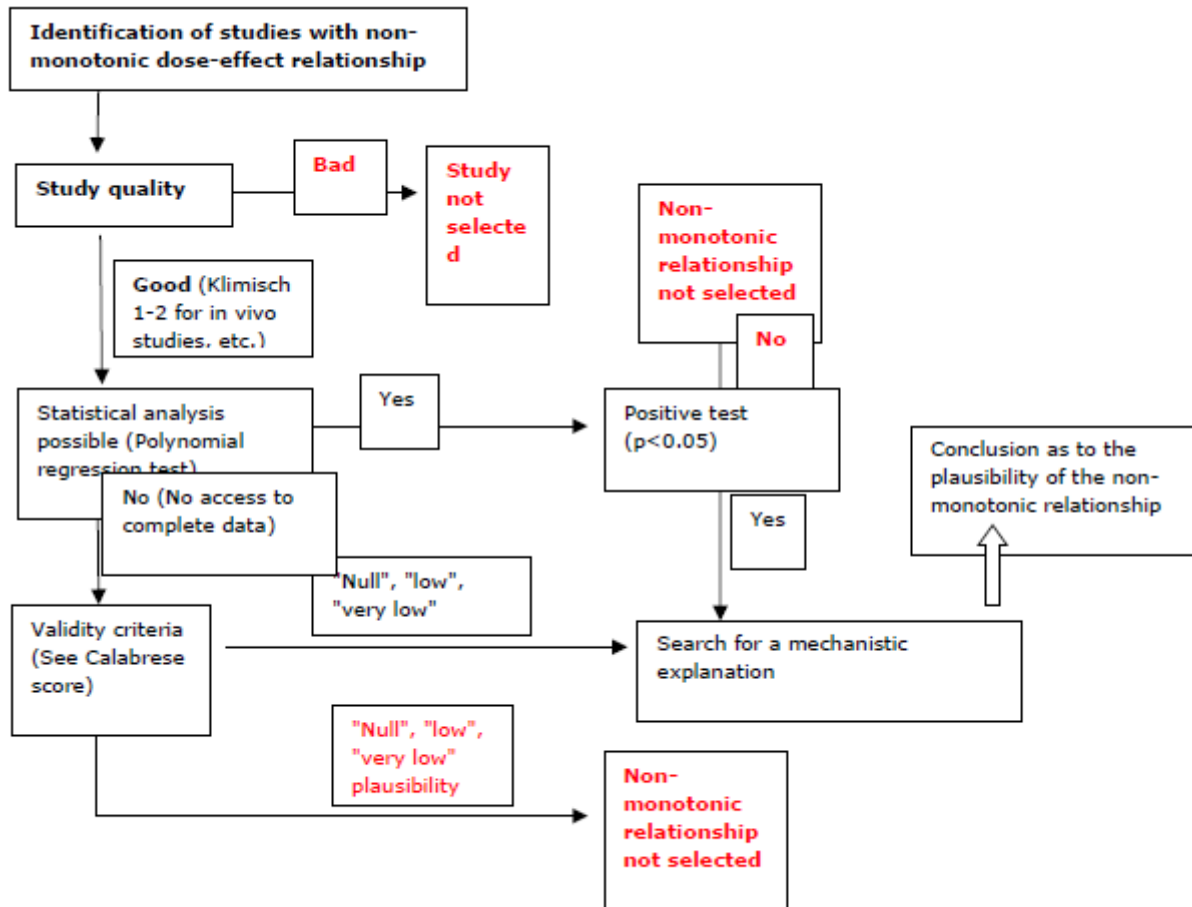 Identification of studies with non-
monotonic dose-effect relationship
Study quality
Bad
Study
not
selecte
d
Good (Klimisch
1-2 for in vivo
studies, etc.)
Non-
monotonic
relationship
not selected
No
Statistical analysis
possible (Polynomial
regression test)
Yes
Positive test
(p<0.05)
Conclusion as to the
plausibility of the non-
monotonic relationship
No (No access to
complete data)
Yes
"Null", "low",
"very low"
Validity criteria
(See Calabrese
score)
Search for a mechanistic
explanation
"Null", "low",
"very low"
plausibility
Non-
monotonic
relationship
not selected